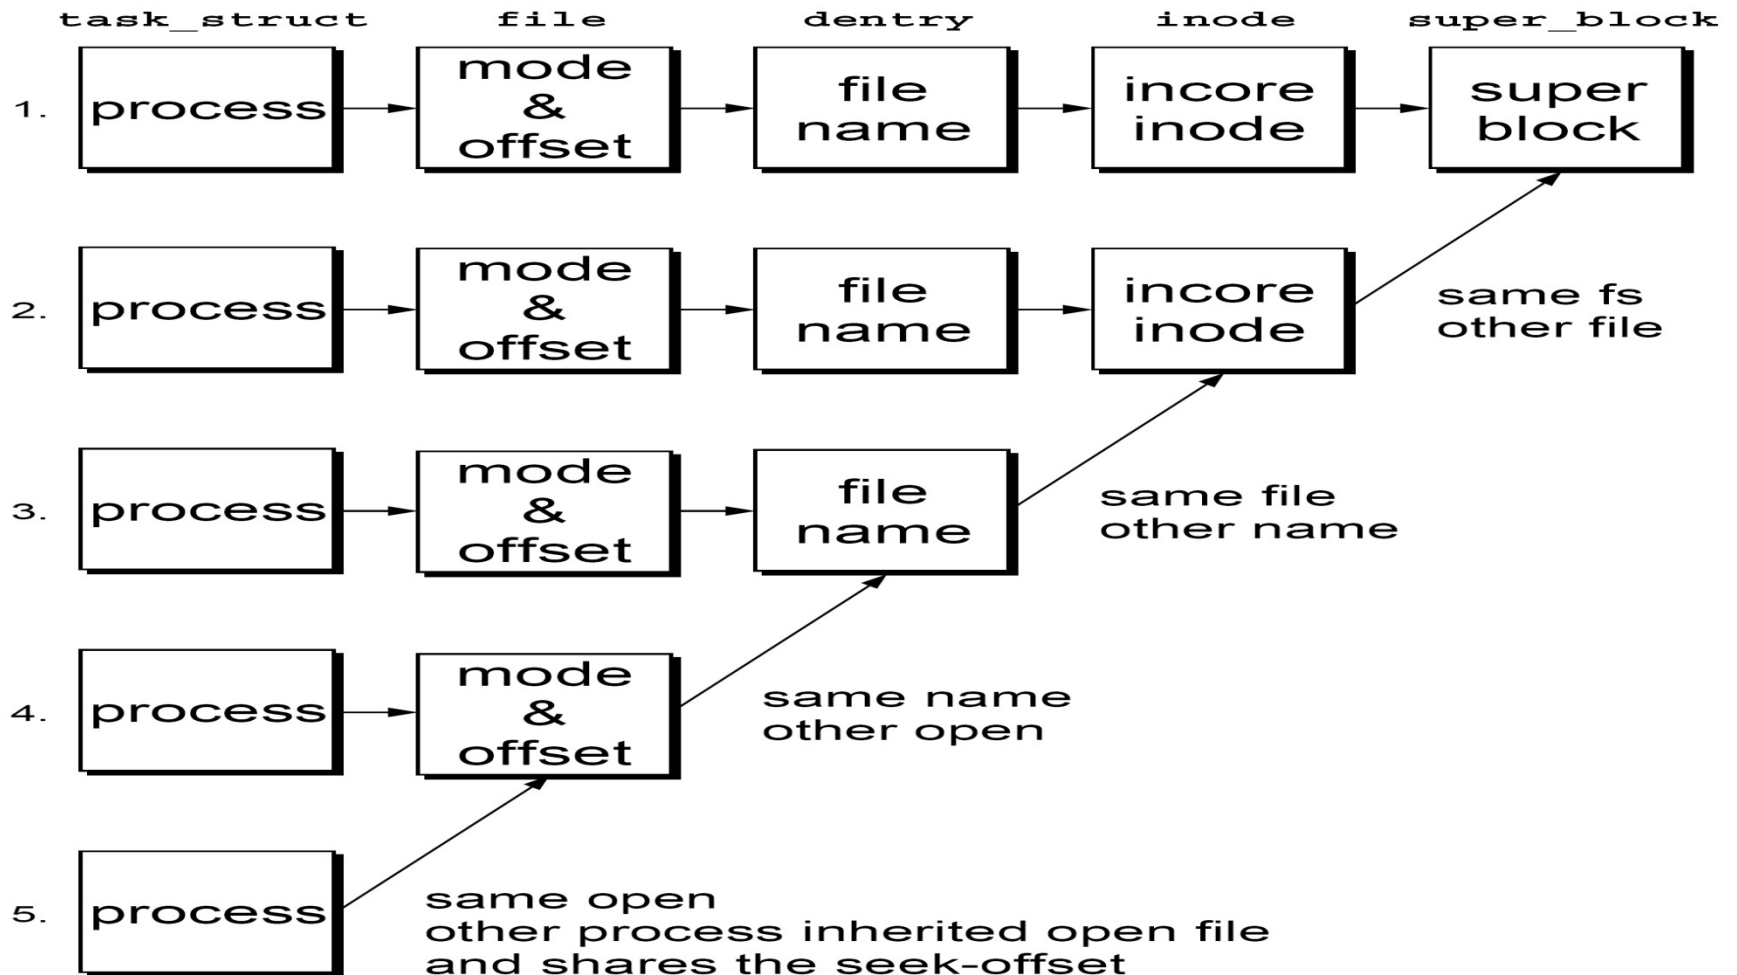 task_struct file dentry inode super_block
1. process mode & offset file name incore inode super block
2. process mode & offset file name incore inode
same fs
other file
3. process mode & offset file name
same file
other name
4. process mode & offset
same name
other open
5. process
same open
other process inherited open file
and shares the seek-offset